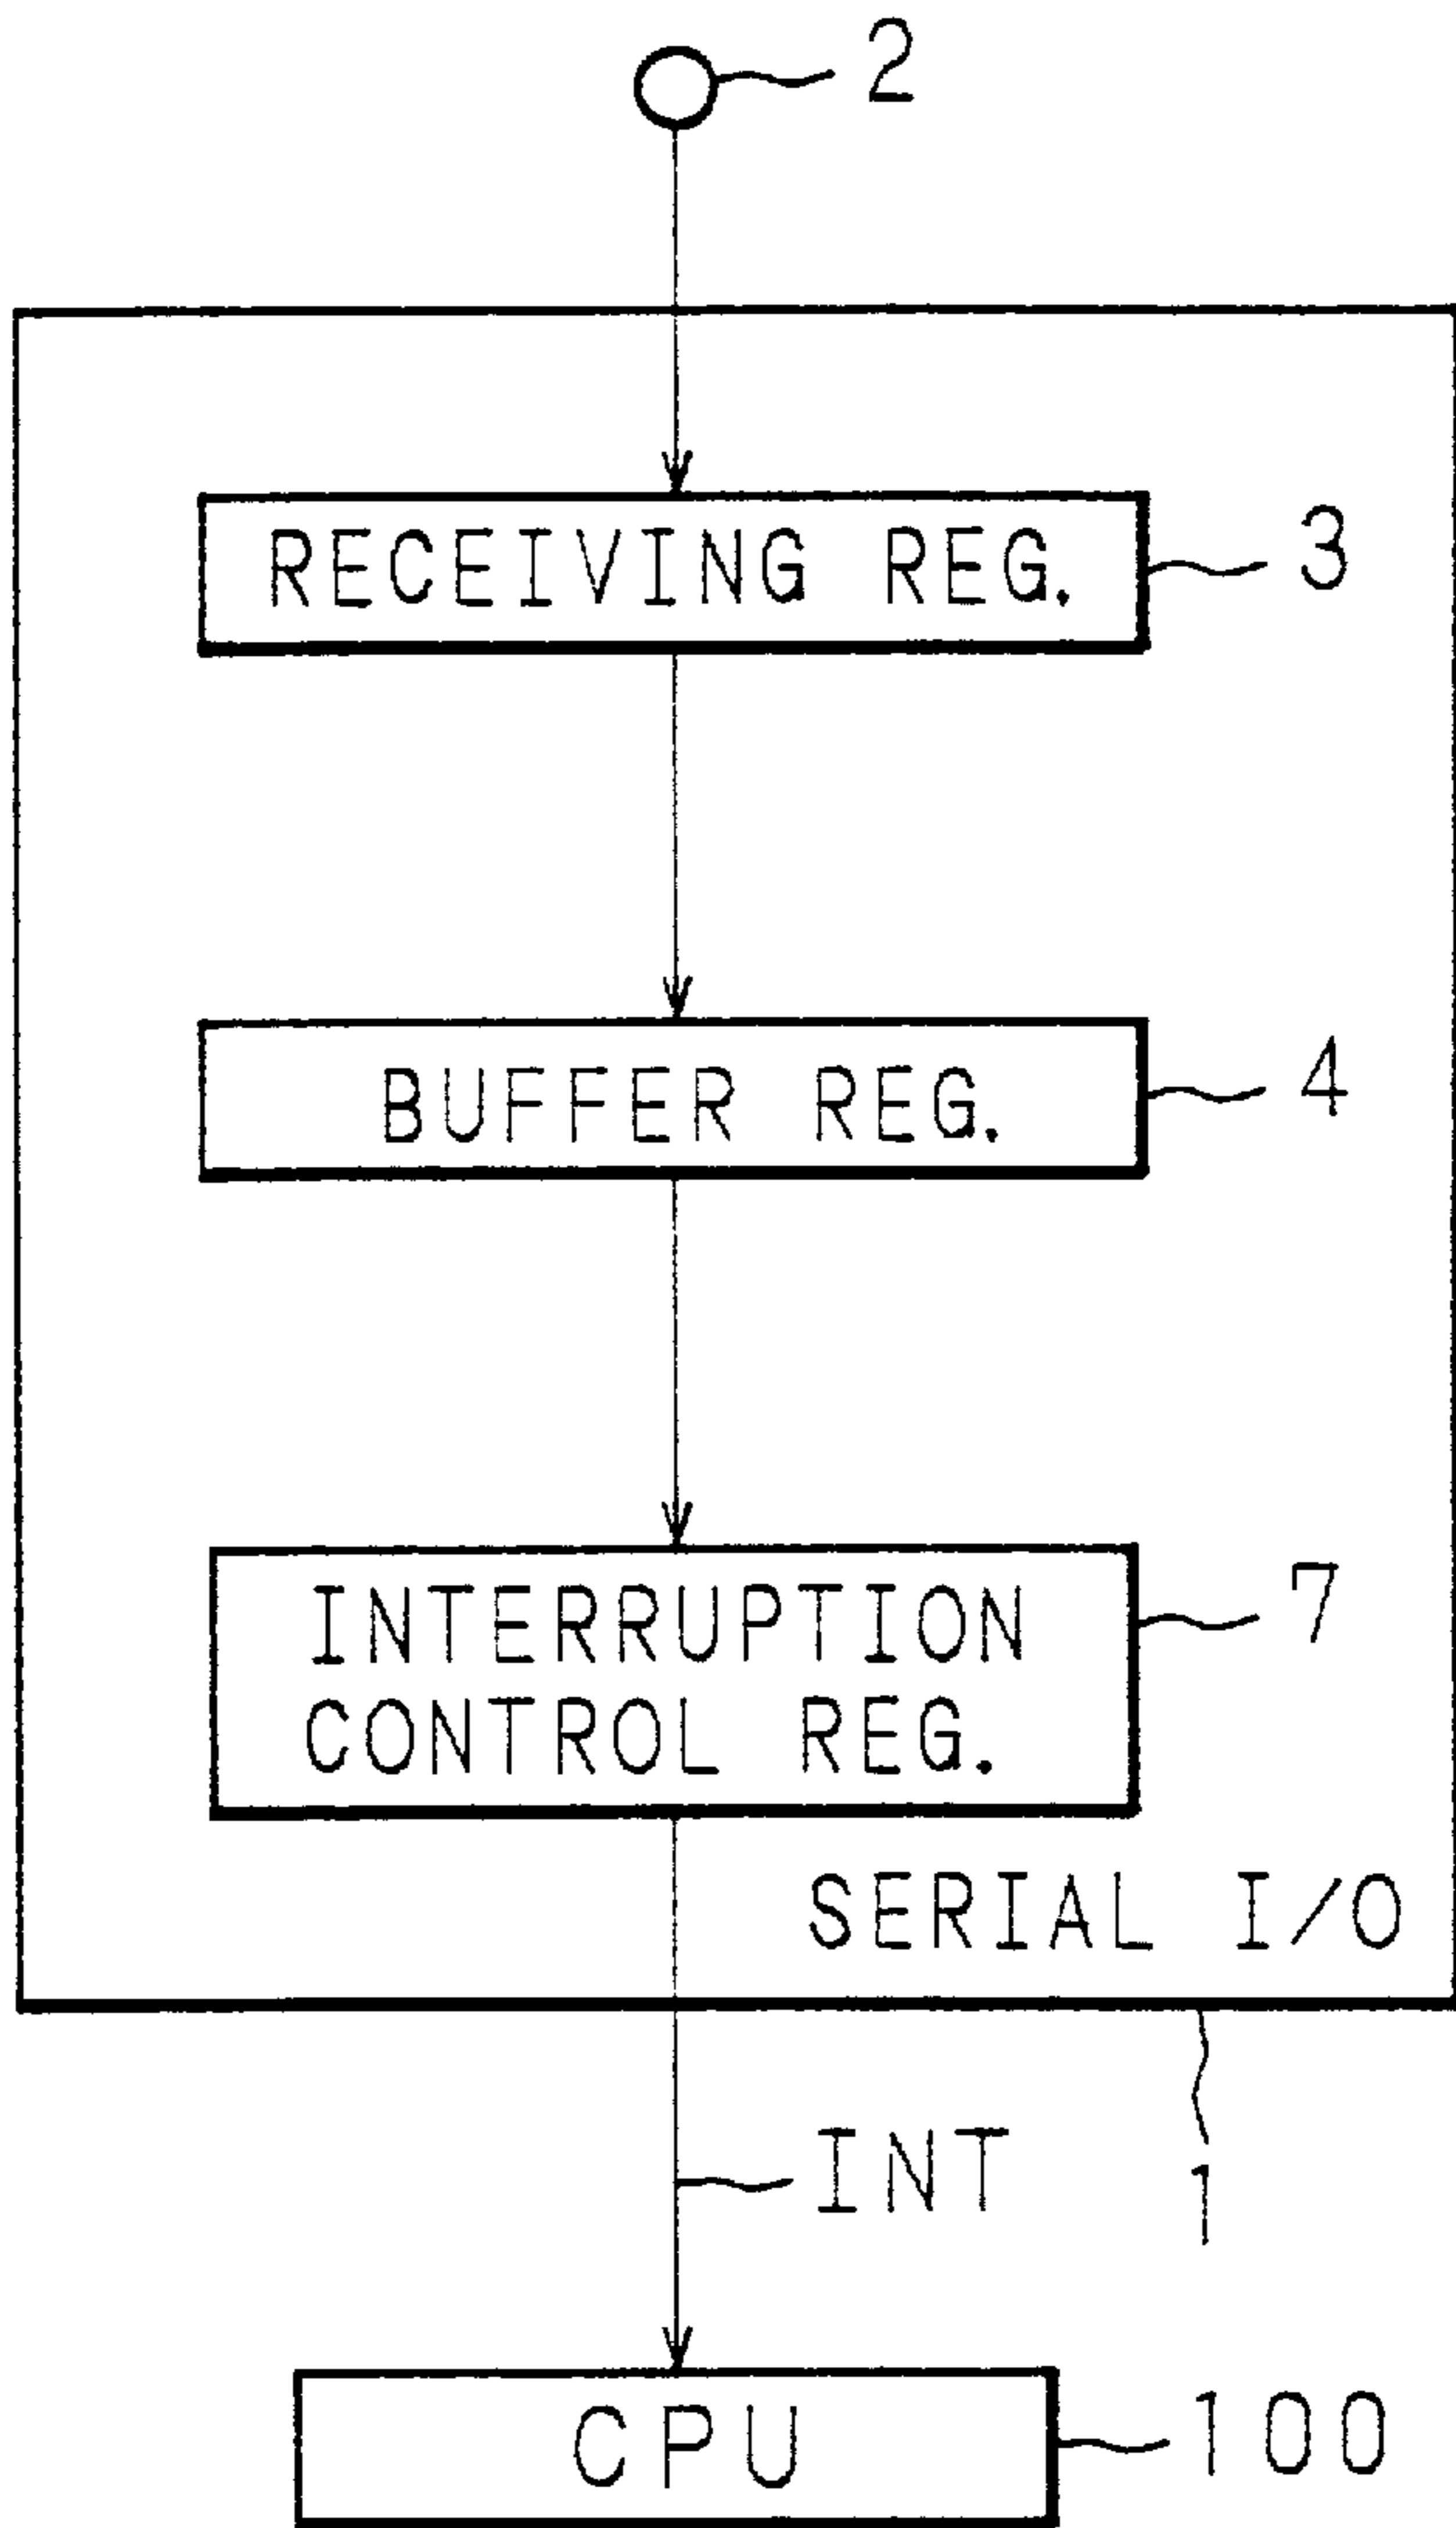 2
RECEIVING REG.
3
BUFFER REG.
4
INTERRUPTION
CONTROL REG.
7
SERIAL I/O
1
INT
CPU
100